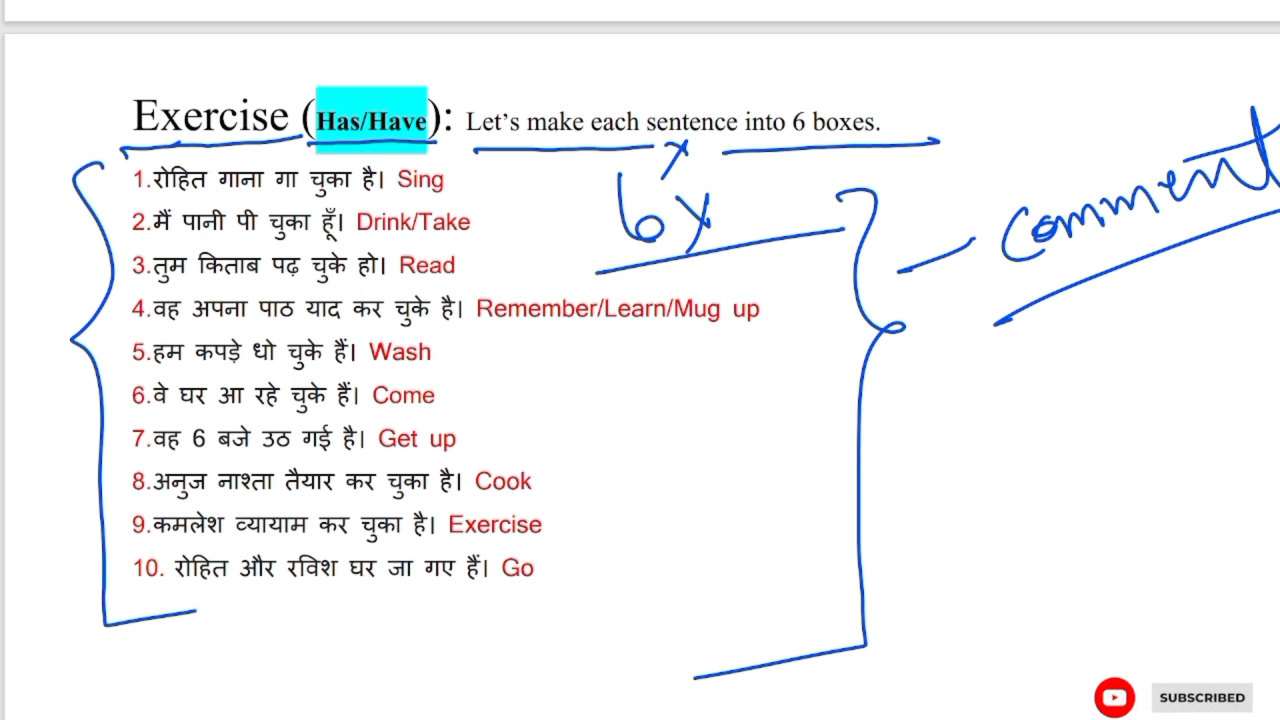 Exercise (Has/Have): Let's make each sentence into 6 boxes.
1.रोहित गाना गा चुका है। Sing
2.मैं पानी पी चुका हूँ। Drink/Take
3.तुम किताब पढ़ चुके हो। Read
4.वह अपना पाठ याद कर चुके है। Remember/Learn/Mug up
5.हम कपड़े धो चुके हैं। Wash
6.वे घर आ रहे चुके हैं। Come
7.वह 6 बजे उठ गई है। Get up
8.अनुज नाश्ता तैयार कर चुका है। Cook
9.कमलेश व्यायाम कर चुका है। Exercise
10. रोहित और रविश घर जा गए हैं। Go
Comment
SUBSCRIBED